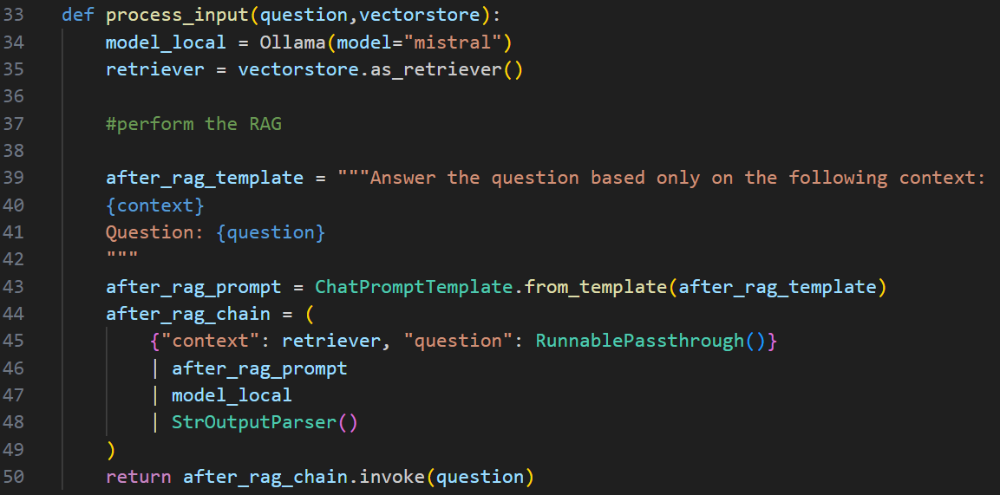 33 def process_input(question,vectorstore):
34     model_local = Ollama(model="mistral")
35     retriever = vectorstore.as_retriever()
36
37     #perform the RAG
38
39     after_rag_template = """Answer the question based only on the following context:
40     {context}
41     Question: {question}
42     """
43     after_rag_prompt = ChatPromptTemplate.from_template(after_rag_template)
44     after_rag_chain = (
45         {"context": retriever, "question": RunnablePassthrough()}
46         | after_rag_prompt
47         | model_local
48         | StrOutputParser()
49     )
50     return after_rag_chain.invoke(question)